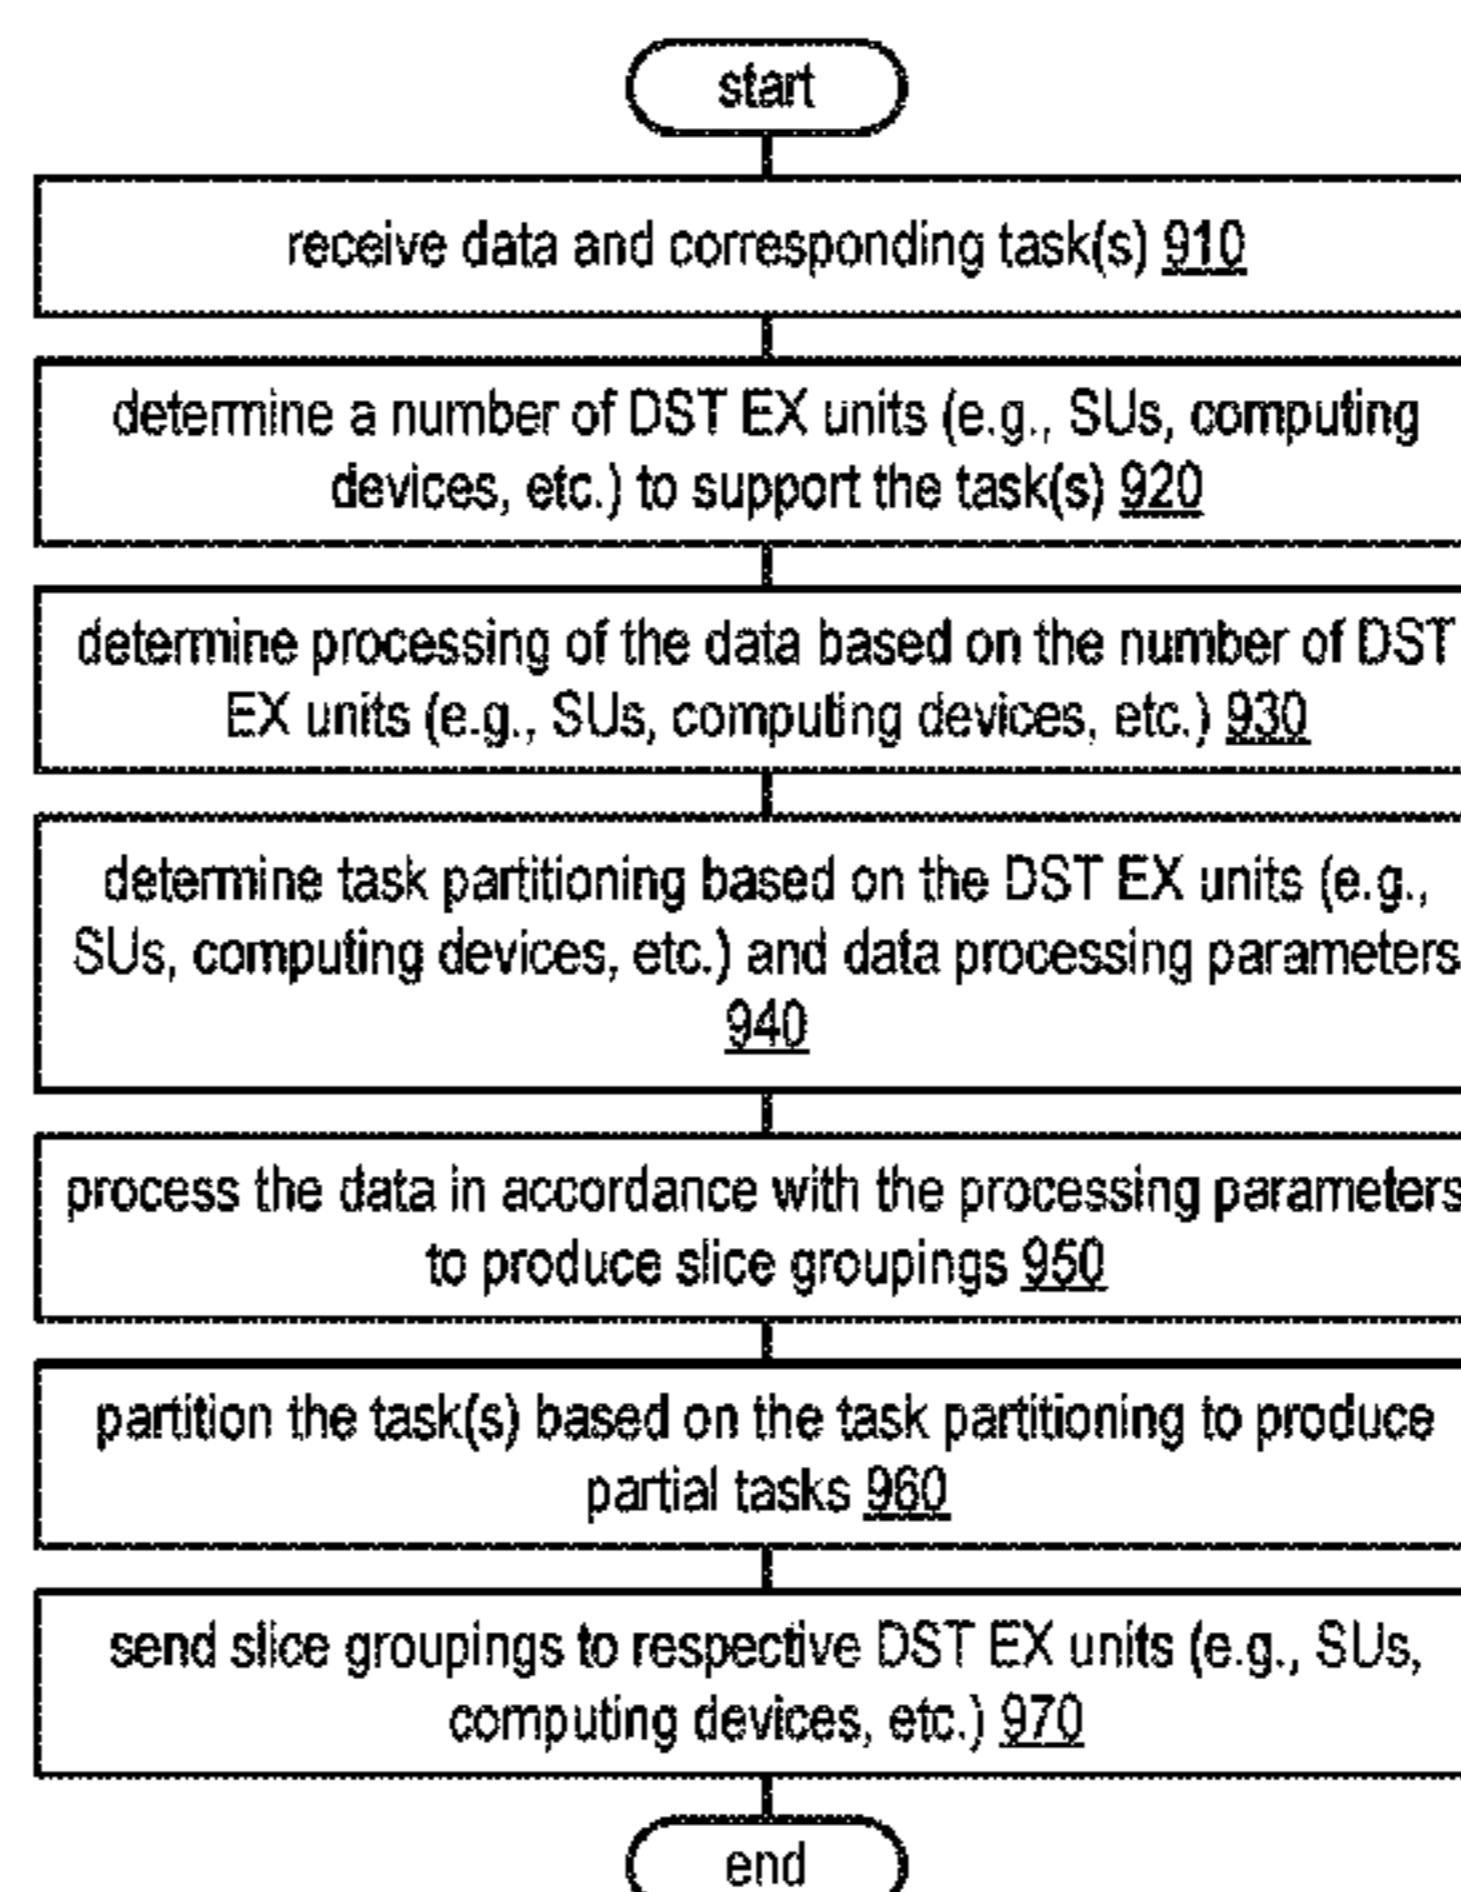 start
receive data and corresponding task(s) 910
determine a number of DST EX units (e.g., SUs, computing
devices, etc.) to support the task(s) 920
determine processing of the data based on the number of DST
EX units (e.g., SUs, computing devices, etc.) 930
determine task partitioning based on the DST EX units (e.g.,
SUs, computing devices, etc.) and data processing parameters
940
process the data in accordance with the processing parameters
to produce slice groupings 950
partition the task(s) based on the task partitioning to produce
partial tasks 960
send slice groupings to respective DST EX units (e.g., SUs,
computing devices, etc.) 970
end